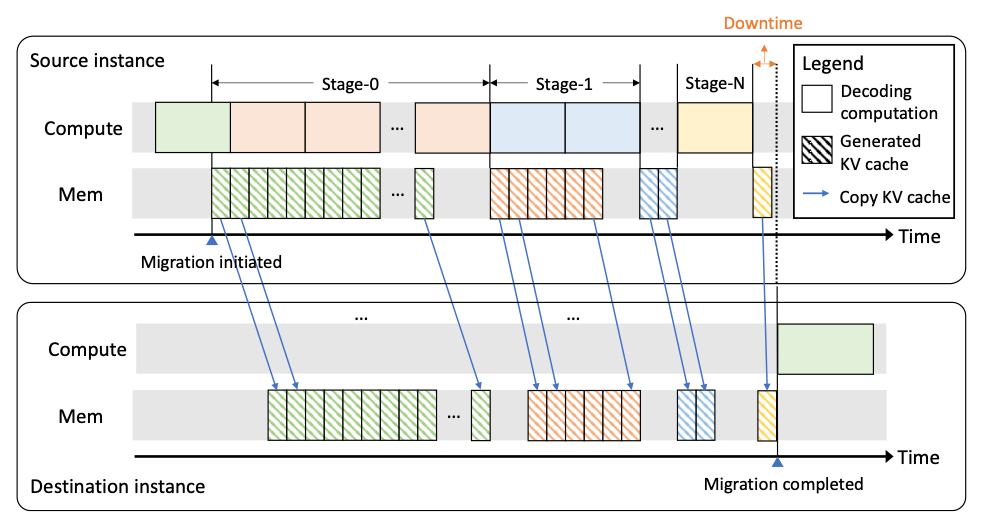 Downtime
Source instance
Stage-0
Stage-1
Stage-N
Legend
Decoding
computation
Generated
KV cache
Copy KV cache
Compute
...
...
Mem
...
Time
Migration initiated
...
...
Compute
Mem
...
Time
Migration completed
Destination instance